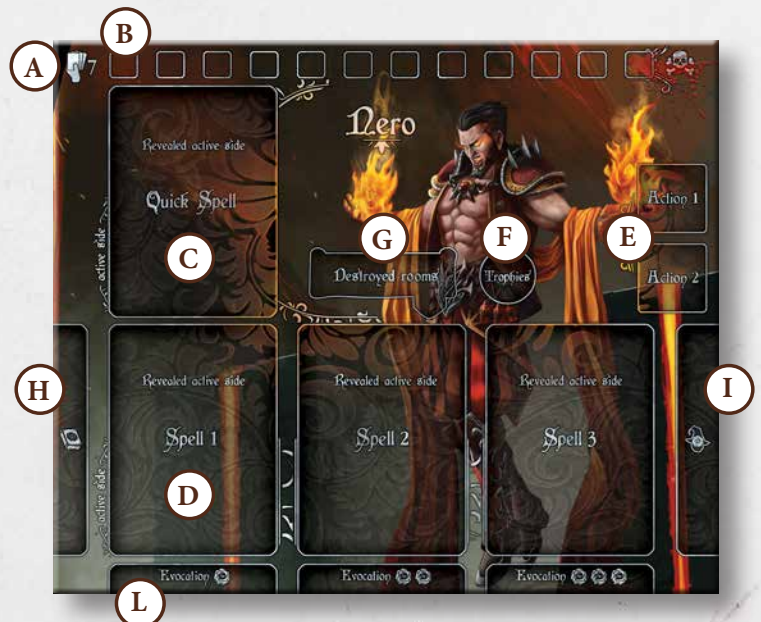 B
A
7
Nero
Revealed active side
Quick Spell
active side
C
G
F
E
Action 1
Destroyed rooms
Trophies
Action 2
H
I
Revealed active side
Revealed active side
Revealed active side
Spell 1
Spell 2
Spell 3
active side
D
Evocation
Evocation
Evocation
L